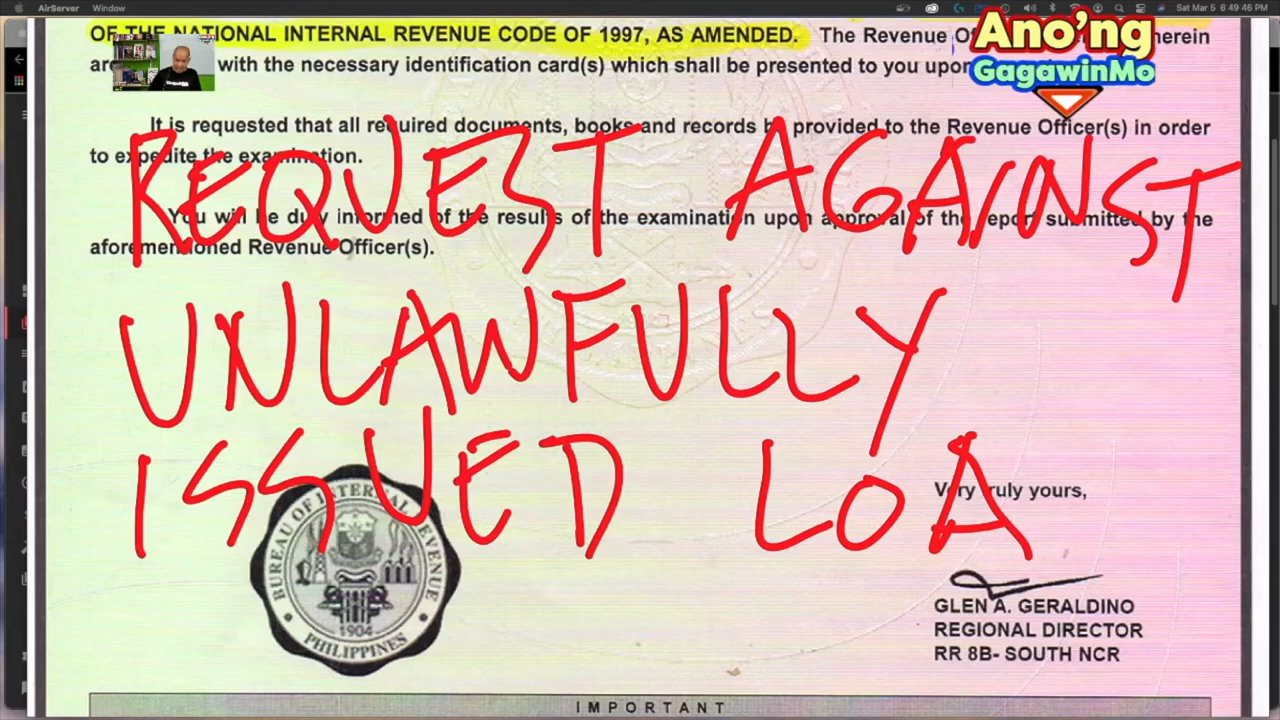 AirServer Window Sat Mar 5 6:49:46 PM
OF THE NATIONAL INTERNAL REVENUE CODE OF 1997, AS AMENDED. The Revenue
are with the necessary identification card(s) which shall be presented to you upon
Ano'ng
GagawinMo
It is requested that all required documents, books and records be provided to the Revenue Officer(s) in order
to expedite the examination.
REQUEST AGAINST
You will be duly informed of the results of the examination upon approval of the report submitted by the
aforementioned Revenue Officer(s).
UNLAWFULLY
ISSUED LOA
Very truly yours,
BUREAU OF INTERNAL REVENUE
1904
PHILIPPINES
GLEN A. GERALDINO
REGIONAL DIRECTOR
RR 8B- SOUTH NCR
IMPORTANT